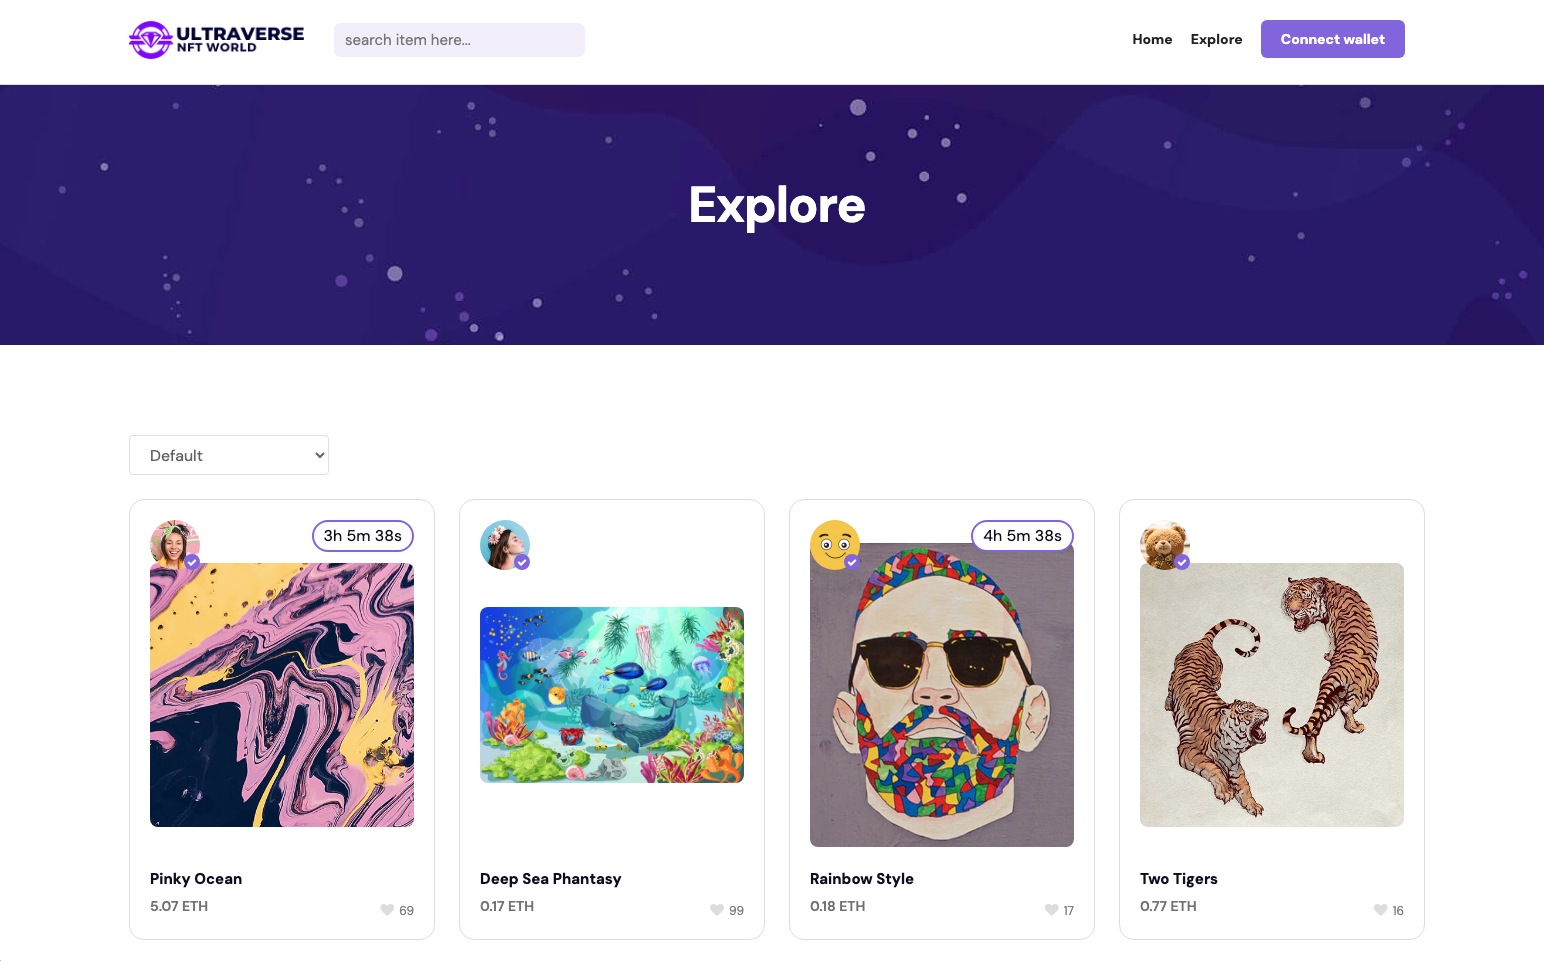 ULTRAVERSE
NFT WORLD
search item here...
Home
Explore
Connect wallet
Explore
Default
3h 5m 38s
4h 5m 38s
Pinky Ocean
5.07 ETH
69
Deep Sea Phantasy
0.17 ETH
99
Rainbow Style
0.18 ETH
17
Two Tigers
0.77 ETH
16